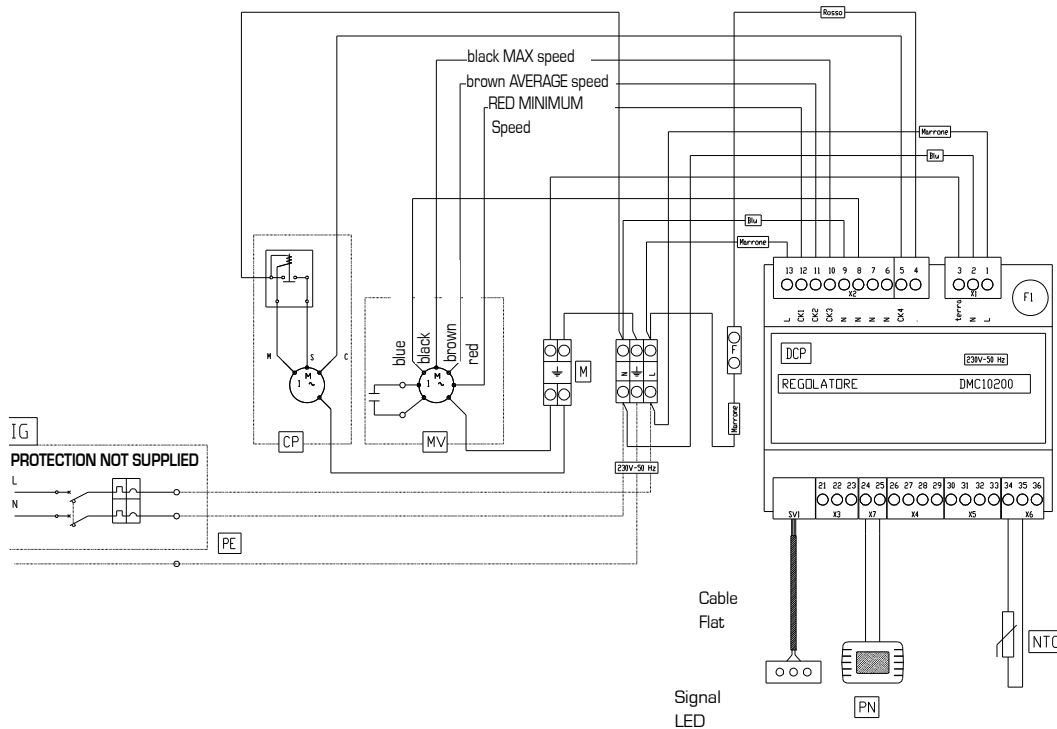 Rosso
black MAX speed
brown AVERAGE speed
RED MINIMUM
Speed
Marrone
Blu
Blu
Marrone
13 12 11 10 9 8 7 6 5 4
X2
3 2 1
X1
F1
L CK1 CK2 CK3 N N N N CK4 .
terra N L
M S C
M
1 ~
CP
blue black brown red
M
1 ~
MV
M
N L
F
Marrone
230V-50 Hz
DCP
230V-50 Hz
REGOLATORE DMC10200
IG
PROTECTION NOT SUPPLIED
L
N
PE
SV1
21 22 23
X3
24 25
X7
26 27 28 29
X4
30 31 32 33
X5
34 35 36
X6
Cable
Flat
Signal
LED
PN
NTC